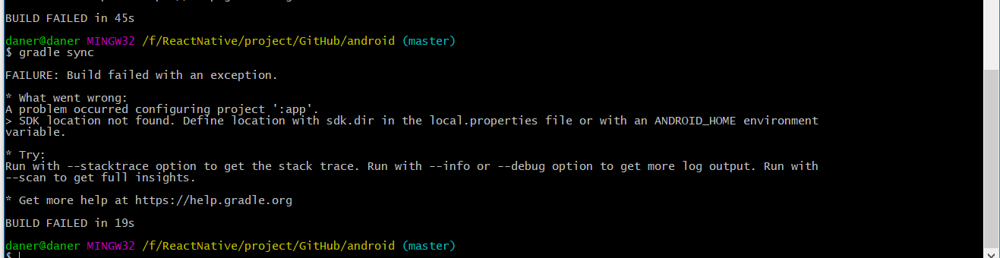 BUILD FAILED in 45s
daner@daner MINGW32 /f/ReactNative/project/GitHub/android (master)
$ gradle sync
FAILURE: Build failed with an exception.
* What went wrong:
A problem occurred configuring project ':app'.
> SDK location not found. Define location with sdk.dir in the local.properties file or with an ANDROID_HOME environment
variable.
* Try:
Run with --stacktrace option to get the stack trace. Run with --info or --debug option to get more log output. Run with
--scan to get full insights.
* Get more help at https://help.gradle.org
BUILD FAILED in 19s
daner@daner MINGW32 /f/ReactNative/project/GitHub/android (master)
$